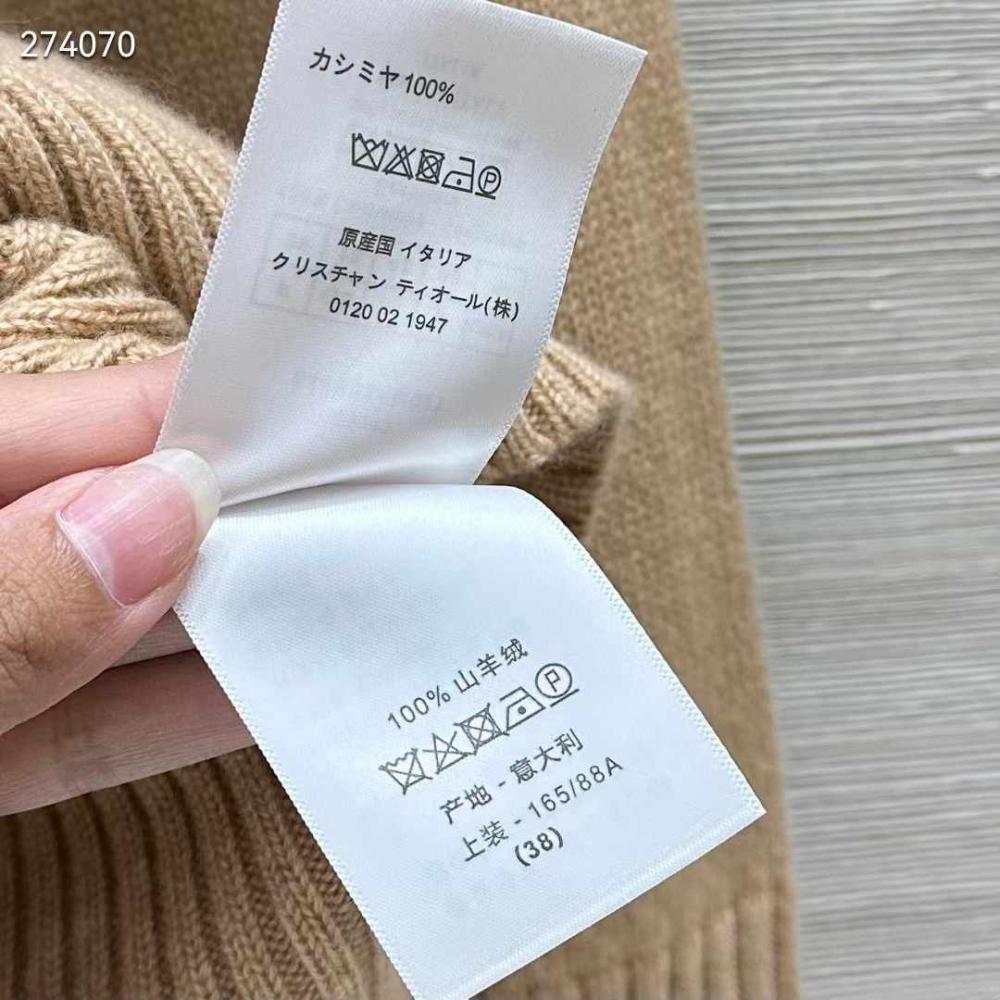 274070
カシミヤ100%
P
原産国 イタリア
クリスチャン ティオール(株)
0120 02 1947
100% 山羊绒
P
产地 - 意大利
上装 - 165/88A
(38)